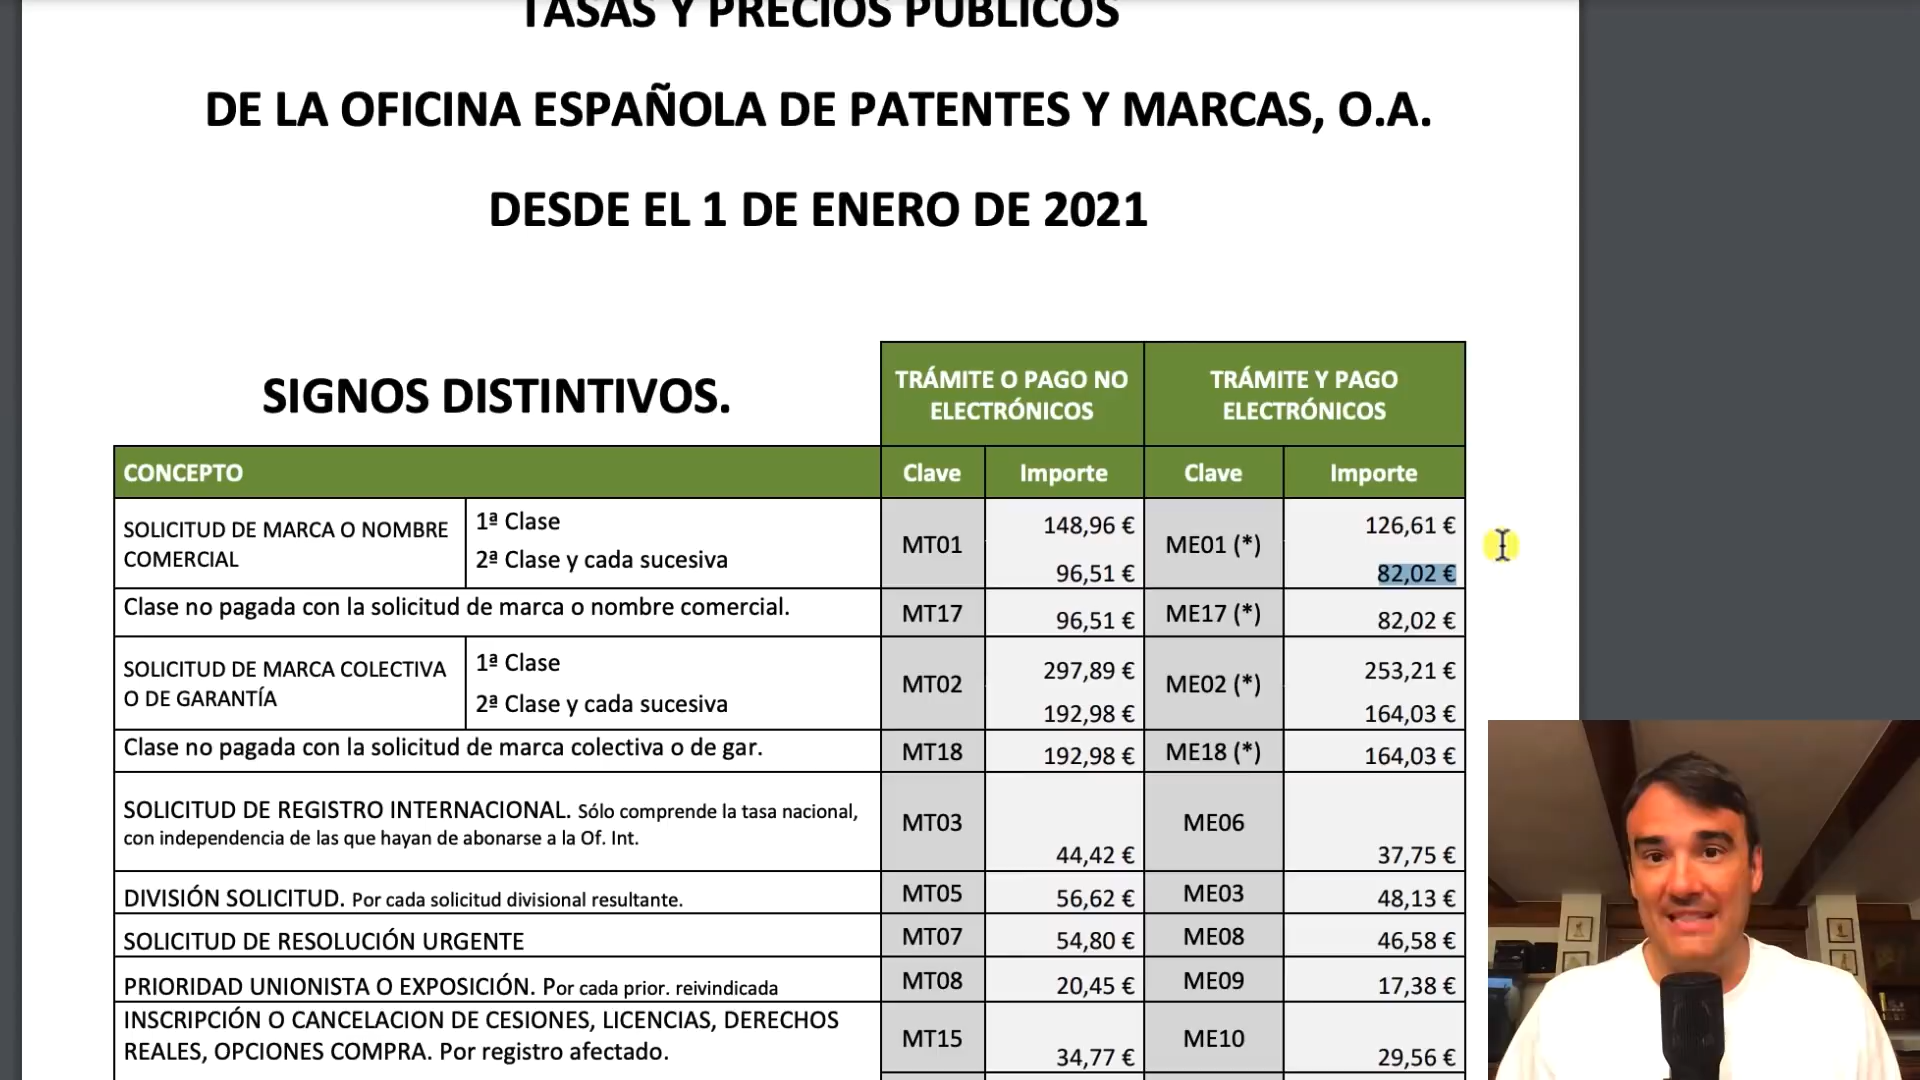 TASAS Y PRECIOS PÚBLICOS
DE LA OFICINA ESPAÑOLA DE PATENTES Y MARCAS, O.A.
DESDE EL 1 DE ENERO DE 2021
SIGNOS DISTINTIVOS.
TRÁMITE O PAGO NO
ELECTRÓNICOS
TRÁMITE Y PAGO
ELECTRÓNICOS
CONCEPTO
Clave
Importe
Clave
Importe
SOLICITUD DE MARCA O NOMBRE
COMERCIAL
1ª Clase
2ª Clase y cada sucesiva
MT01
148,96 €
96,51 €
ME01 (*)
126,61 €
82,02 €
Clase no pagada con la solicitud de marca o nombre comercial.
MT17
96,51 €
ME17 (*)
82,02 €
SOLICITUD DE MARCA COLECTIVA
O DE GARANTÍA
1ª Clase
2ª Clase y cada sucesiva
MT02
297,89 €
192,98 €
ME02 (*)
253,21 €
164,03 €
Clase no pagada con la solicitud de marca colectiva o de gar.
MT18
192,98 €
ME18 (*)
164,03 €
SOLICITUD DE REGISTRO INTERNACIONAL. Sólo comprende la tasa nacional,
con independencia de las que hayan de abonarse a la Of. Int.
MT03
44,42 €
ME06
37,75 €
DIVISIÓN SOLICITUD. Por cada solicitud divisional resultante.
MT05
56,62 €
ME03
48,13 €
SOLICITUD DE RESOLUCIÓN URGENTE
MT07
54,80 €
ME08
46,58 €
PRIORIDAD UNIONISTA O EXPOSICIÓN. Por cada prior. reivindicada
MT08
20,45 €
ME09
17,38 €
INSCRIPCIÓN O CANCELACION DE CESIONES, LICENCIAS, DERECHOS
REALES, OPCIONES COMPRA. Por registro afectado.
MT15
34,77 €
ME10
29,56 €